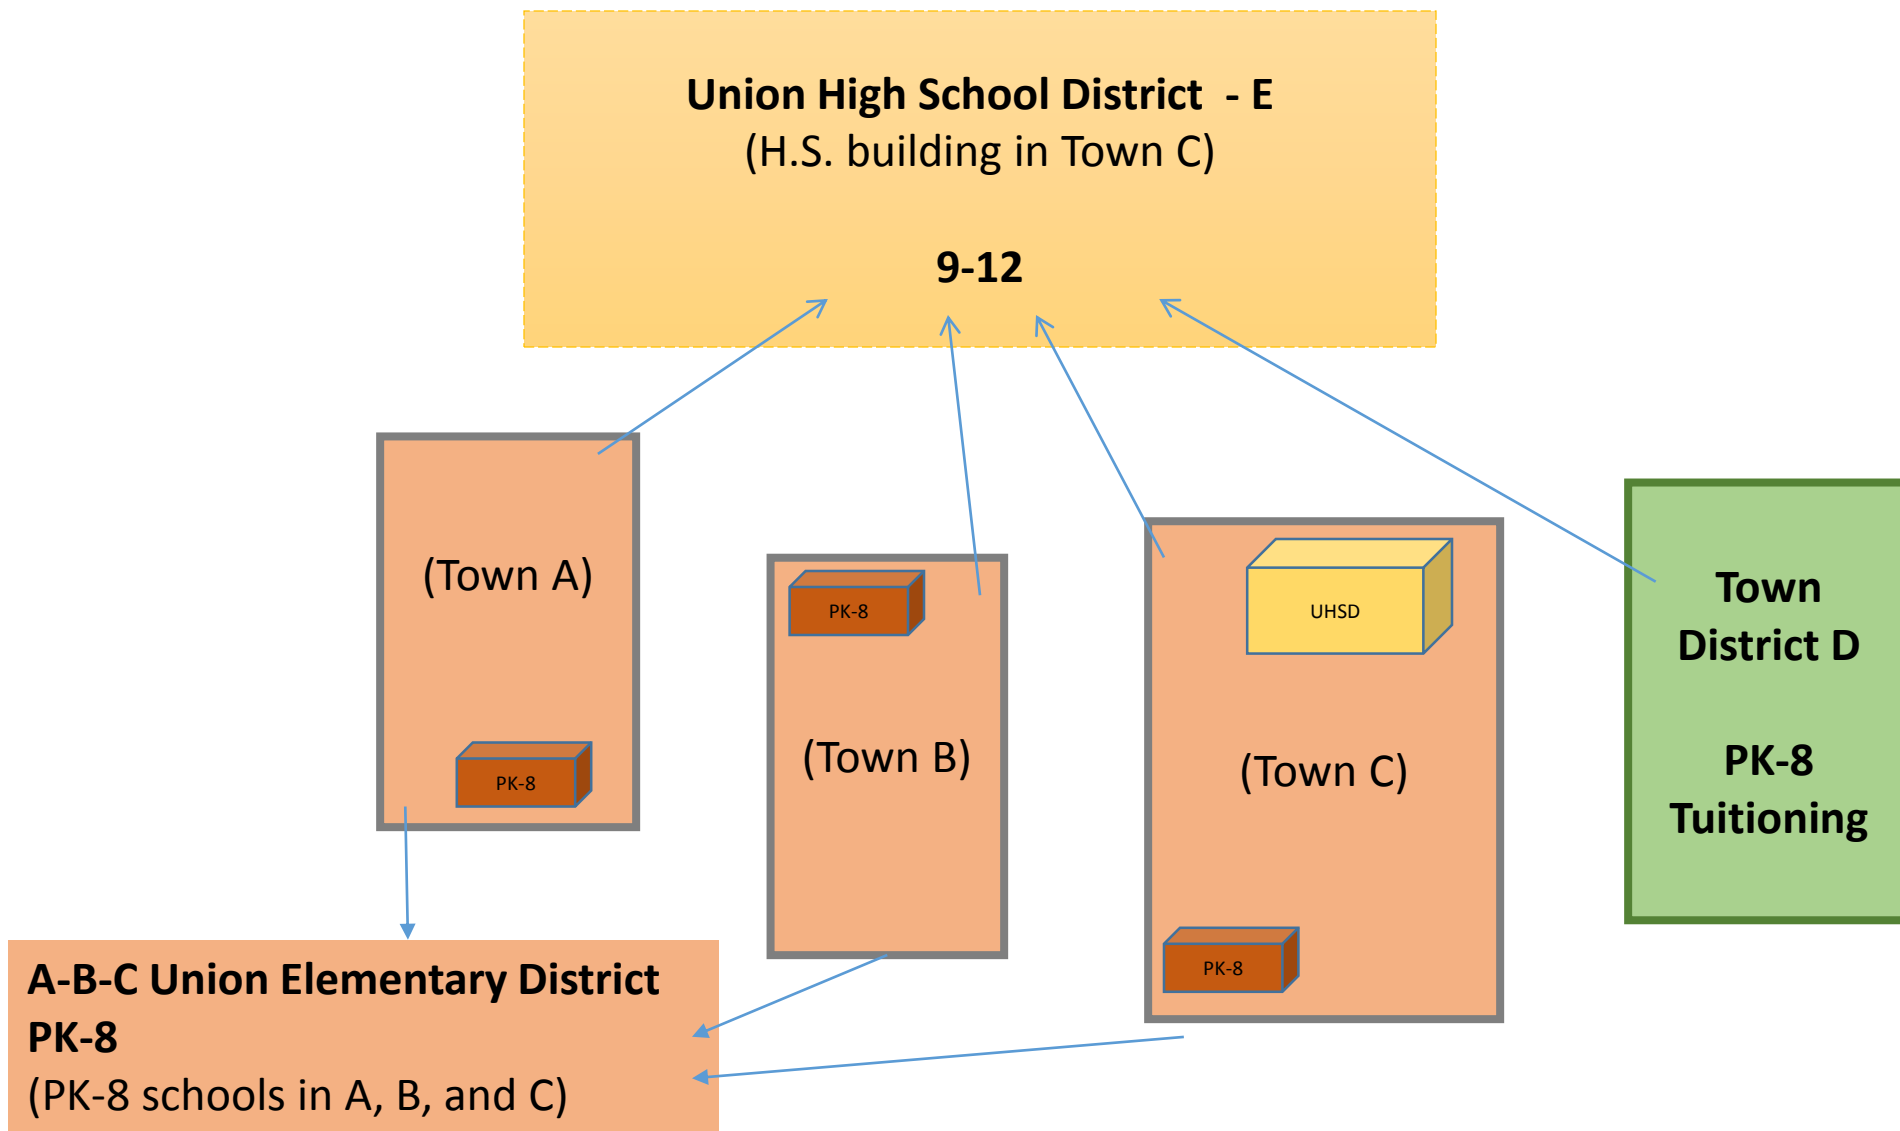 Union High School District  - E
(H.S. building in Town C)
9-12
(Town A)
PK-8
PK-8
(Town B)
UHSD
(Town C)
PK-8
Town
District D
PK-8
Tuitioning
A-B-C Union Elementary District
PK-8
(PK-8 schools in A, B, and C)